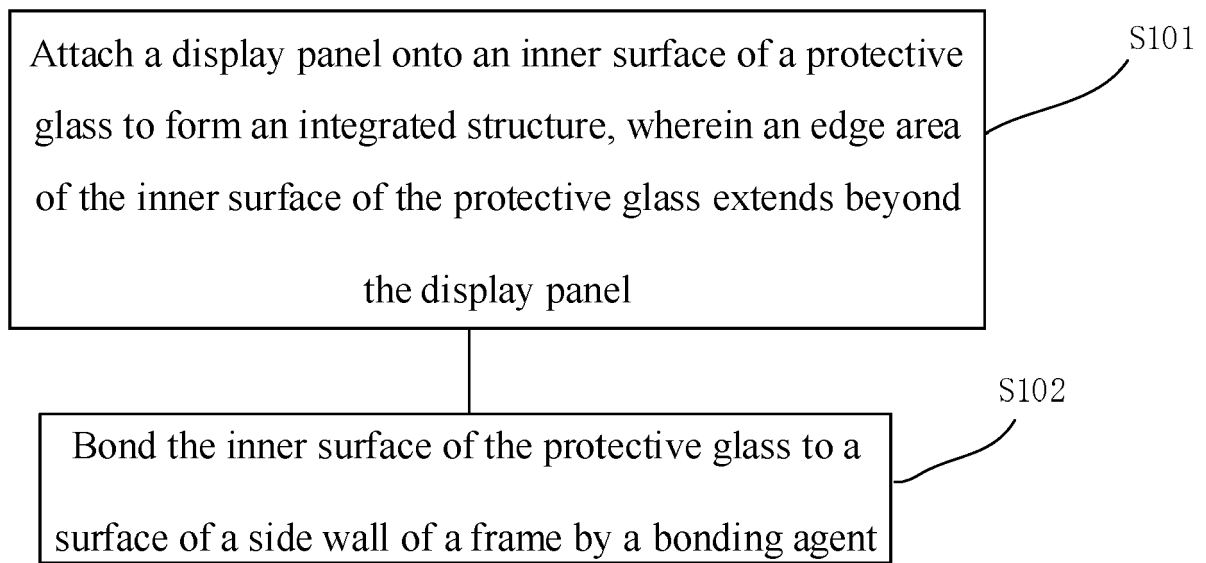 Attach a display panel onto an inner surface of a protective
glass to form an integrated structure, wherein an edge area
of the inner surface of the protective glass extends beyond
the display panel
S101
Bond the inner surface of the protective glass to a
surface of a side wall of a frame by a bonding agent
S102